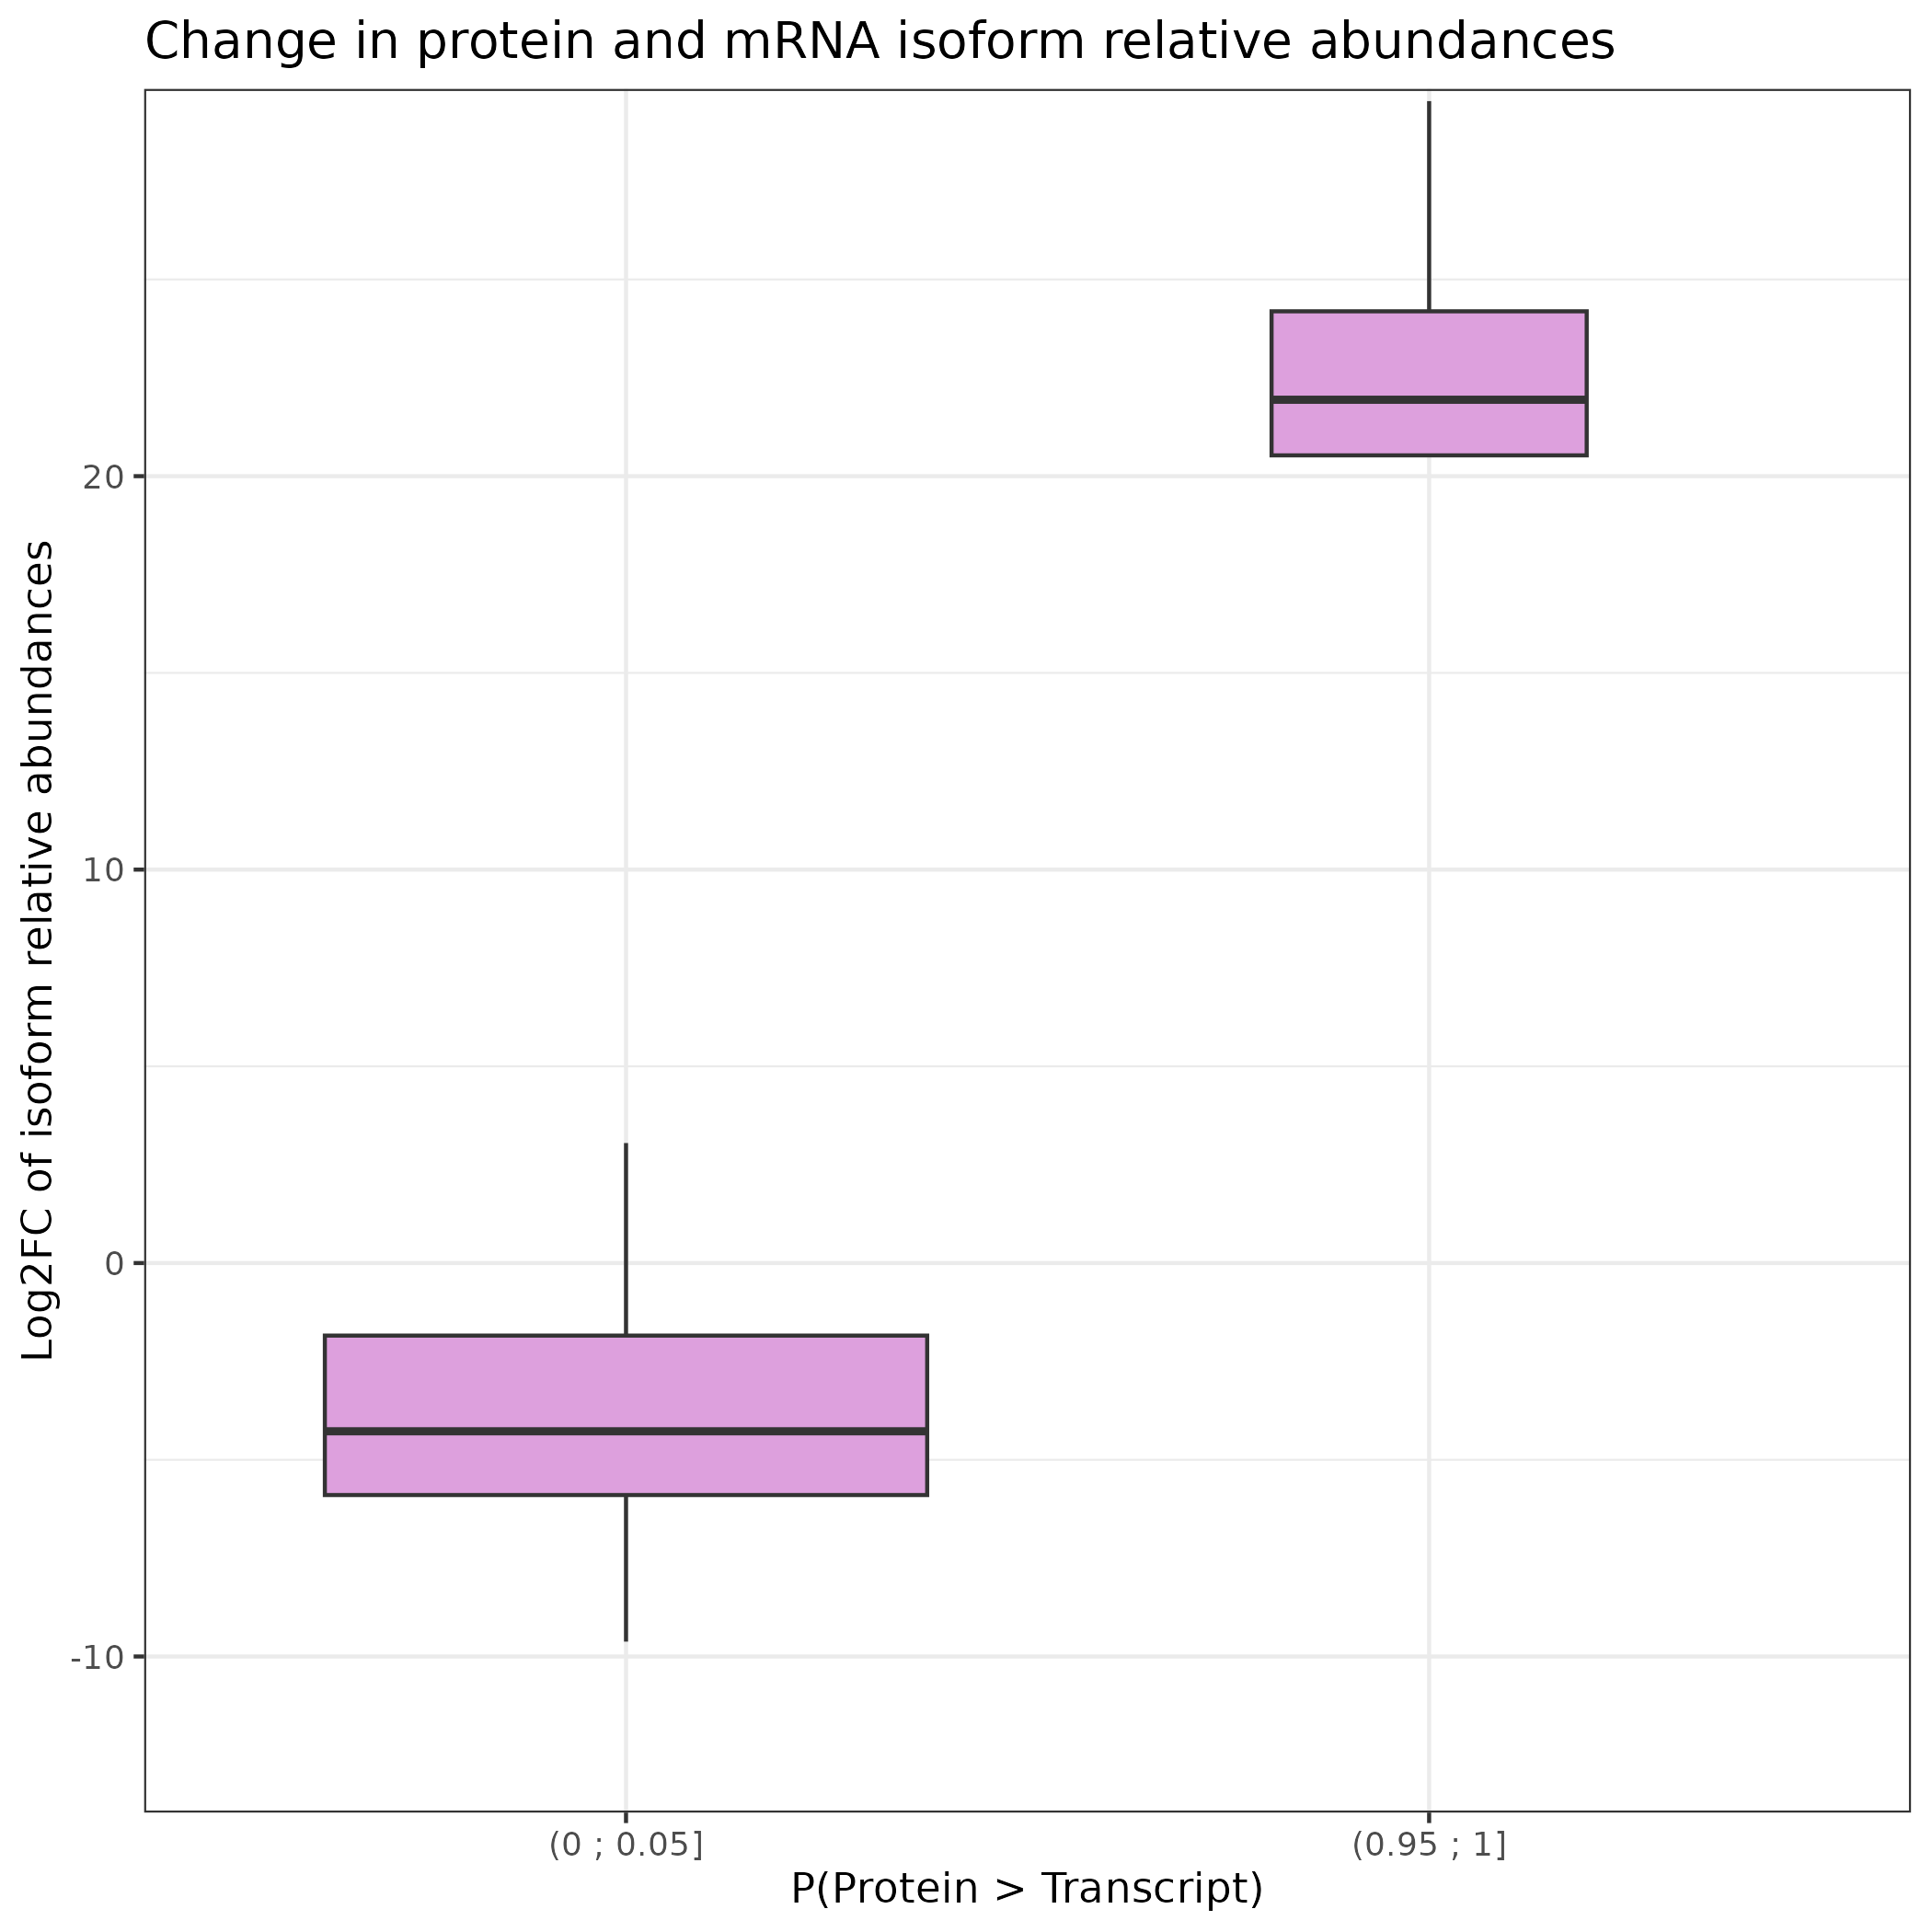 Change in protein and mRNA isoform relative abundances
Log2FC of isoform relative abundances
20
10
0
-10
(0 ; 0.05]
(0.95 ; 1]
P(Protein > Transcript)